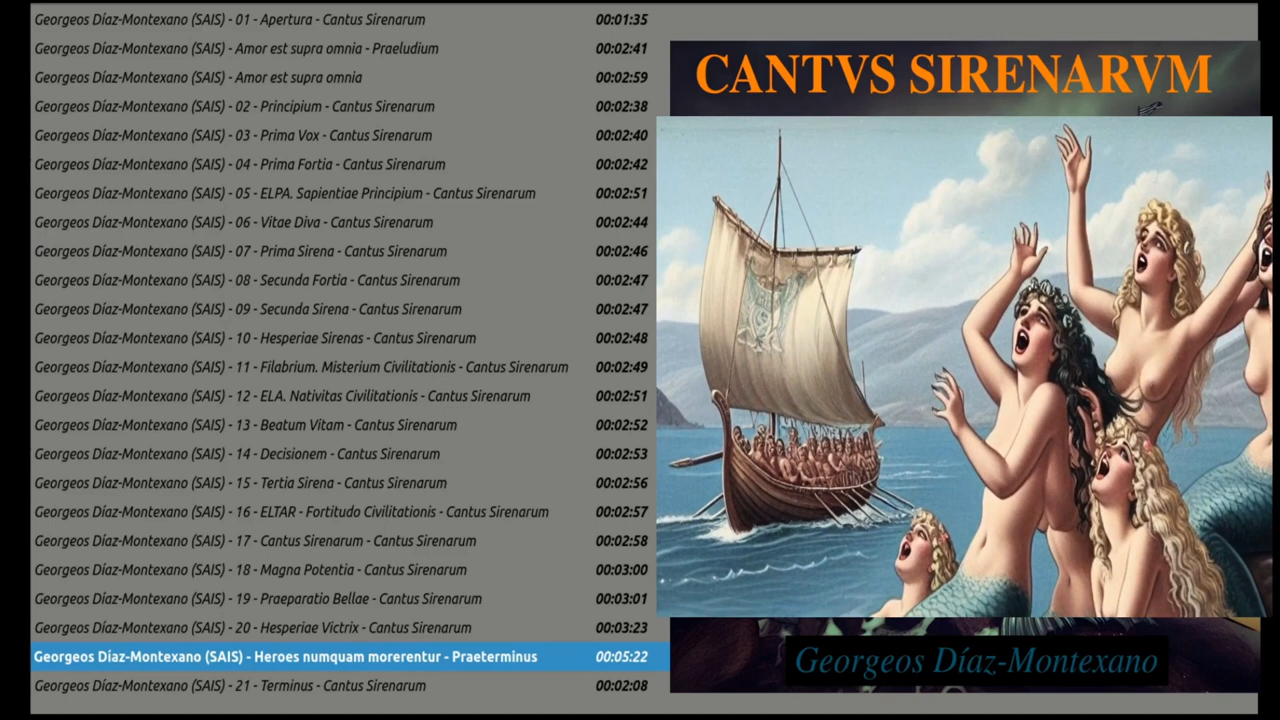 Georgeos Díaz-Montexano (SAIS) - 01 - Apertura - Cantus Sirenarum 00:01:35
Georgeos Díaz-Montexano (SAIS) - Amor est supra omnia - Praeludium 00:02:41
Georgeos Díaz-Montexano (SAIS) - Amor est supra omnia 00:02:59
Georgeos Díaz-Montexano (SAIS) - 02 - Principium - Cantus Sirenarum 00:02:38
Georgeos Díaz-Montexano (SAIS) - 03 - Prima Vox - Cantus Sirenarum 00:02:40
Georgeos Díaz-Montexano (SAIS) - 04 - Prima Fortia - Cantus Sirenarum 00:02:42
Georgeos Díaz-Montexano (SAIS) - 05 - ELPA. Sapientiae Principium - Cantus Sirenarum 00:02:51
Georgeos Díaz-Montexano (SAIS) - 06 - Vitae Diva - Cantus Sirenarum 00:02:44
Georgeos Díaz-Montexano (SAIS) - 07 - Prima Sirena - Cantus Sirenarum 00:02:46
Georgeos Díaz-Montexano (SAIS) - 08 - Secunda Fortia - Cantus Sirenarum 00:02:47
Georgeos Díaz-Montexano (SAIS) - 09 - Secunda Sirena - Cantus Sirenarum 00:02:47
Georgeos Díaz-Montexano (SAIS) - 10 - Hesperiae Sirenas - Cantus Sirenarum 00:02:48
Georgeos Díaz-Montexano (SAIS) - 11 - Filabrium. Misterium Civilitationis - Cantus Sirenarum 00:02:49
Georgeos Díaz-Montexano (SAIS) - 12 - ELA. Nativitas Civilitationis - Cantus Sirenarum 00:02:51
Georgeos Díaz-Montexano (SAIS) - 13 - Beatum Vitam - Cantus Sirenarum 00:02:52
Georgeos Díaz-Montexano (SAIS) - 14 - Decisionem - Cantus Sirenarum 00:02:53
Georgeos Díaz-Montexano (SAIS) - 15 - Tertia Sirena - Cantus Sirenarum 00:02:56
Georgeos Díaz-Montexano (SAIS) - 16 - ELTAR - Fortitudo Civilitationis - Cantus Sirenarum 00:02:57
Georgeos Díaz-Montexano (SAIS) - 17 - Cantus Sirenarum - Cantus Sirenarum 00:02:58
Georgeos Díaz-Montexano (SAIS) - 18 - Magna Potentia - Cantus Sirenarum 00:03:00
Georgeos Díaz-Montexano (SAIS) - 19 - Praeparatio Bellae - Cantus Sirenarum 00:03:01
Georgeos Díaz-Montexano (SAIS) - 20 - Hesperiae Victrix - Cantus Sirenarum 00:03:23
Georgeos Díaz-Montexano (SAIS) - Heroes numquam morerentur - Praeterminus 00:05:22
Georgeos Díaz-Montexano (SAIS) - 21 - Terminus - Cantus Sirenarum 00:02:08
CANTVS SIRENARVM
Georgeos Díaz-Montexano